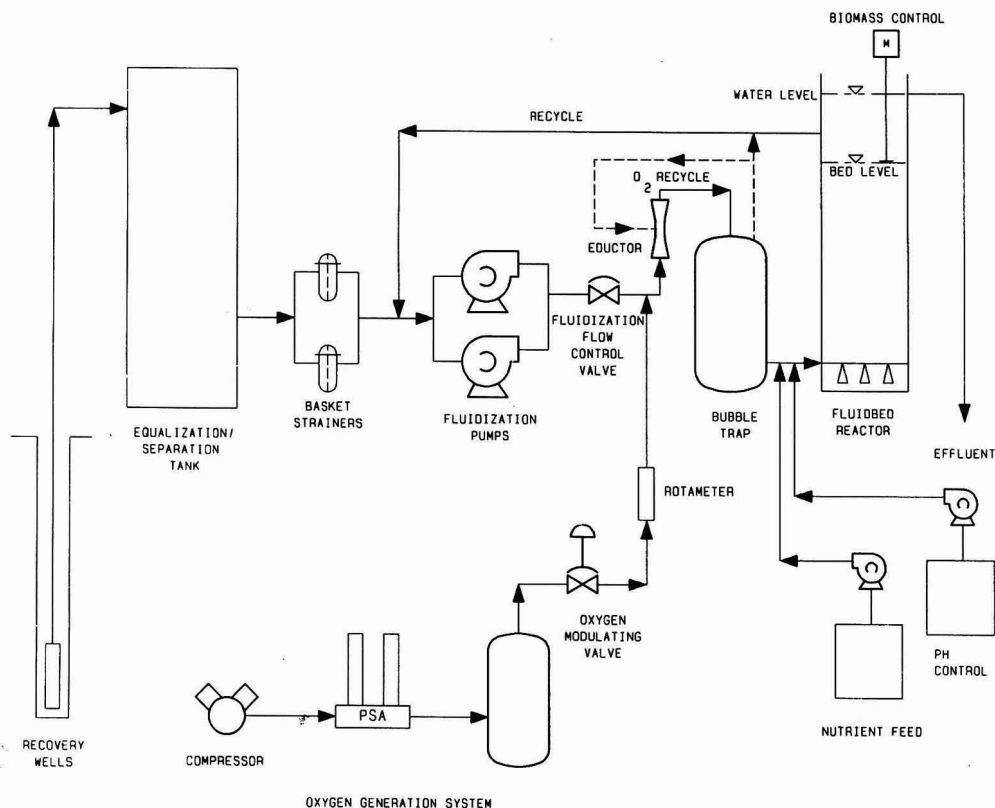 BIOMASS CONTROL
M
WATER LEVEL
RECYCLE
BED LEVEL
O2 RECYCLE
EDUCTOR
FLUIDIZATION
FLOW
CONTROL
VALVE
BASKET
STRAINERS
FLUIDIZATION
PUMPS
BUBBLE
TRAP
FLUIDBED
REACTOR
EQUALIZATION/
SEPARATION
TANK
EFFLUENT
ROTAMETER
OXYGEN
MODULATING
VALVE
PH
CONTROL
PSA
NUTRIENT FEED
RECOVERY
WELLS
COMPRESSOR
OXYGEN GENERATION SYSTEM